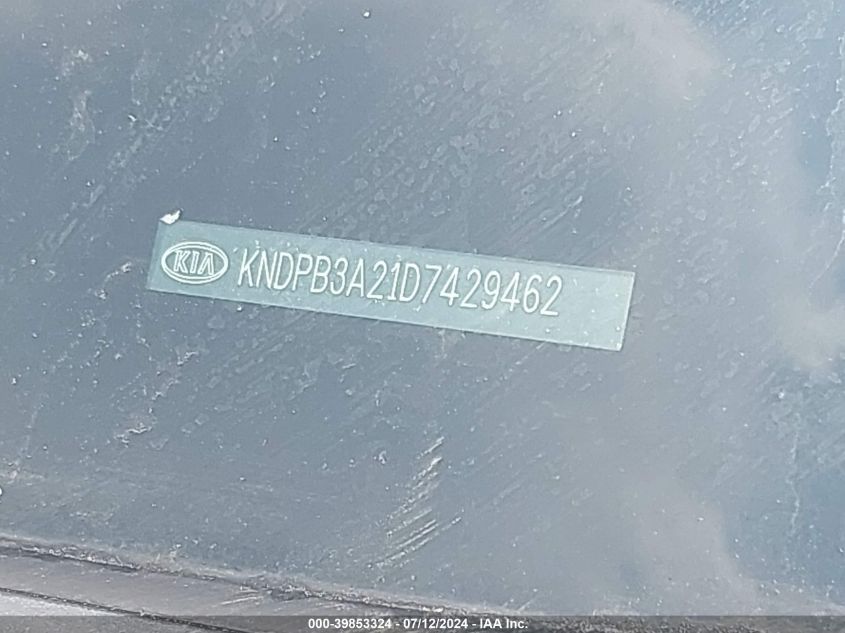 KIA KNDPB3A21D7429462
000-39853324 - 07/12/2024 - IAA Inc.